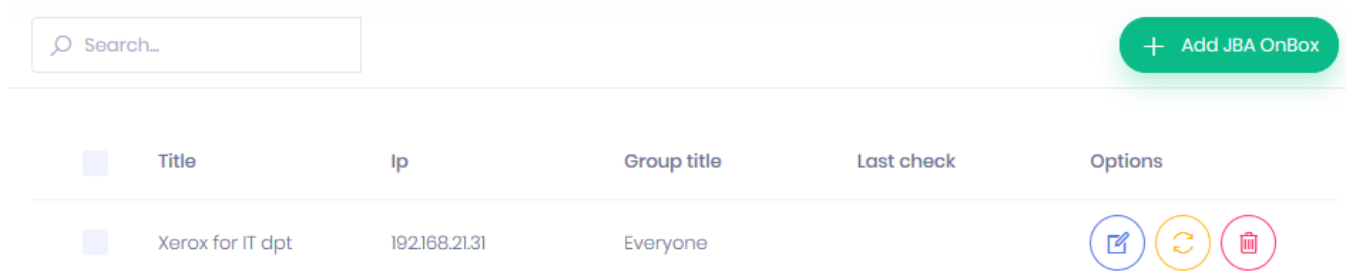 Search...
+ Add JBA OnBox
Title Ip Group title Last check Options
Xerox for IT dpt 192.168.21.31 Everyone